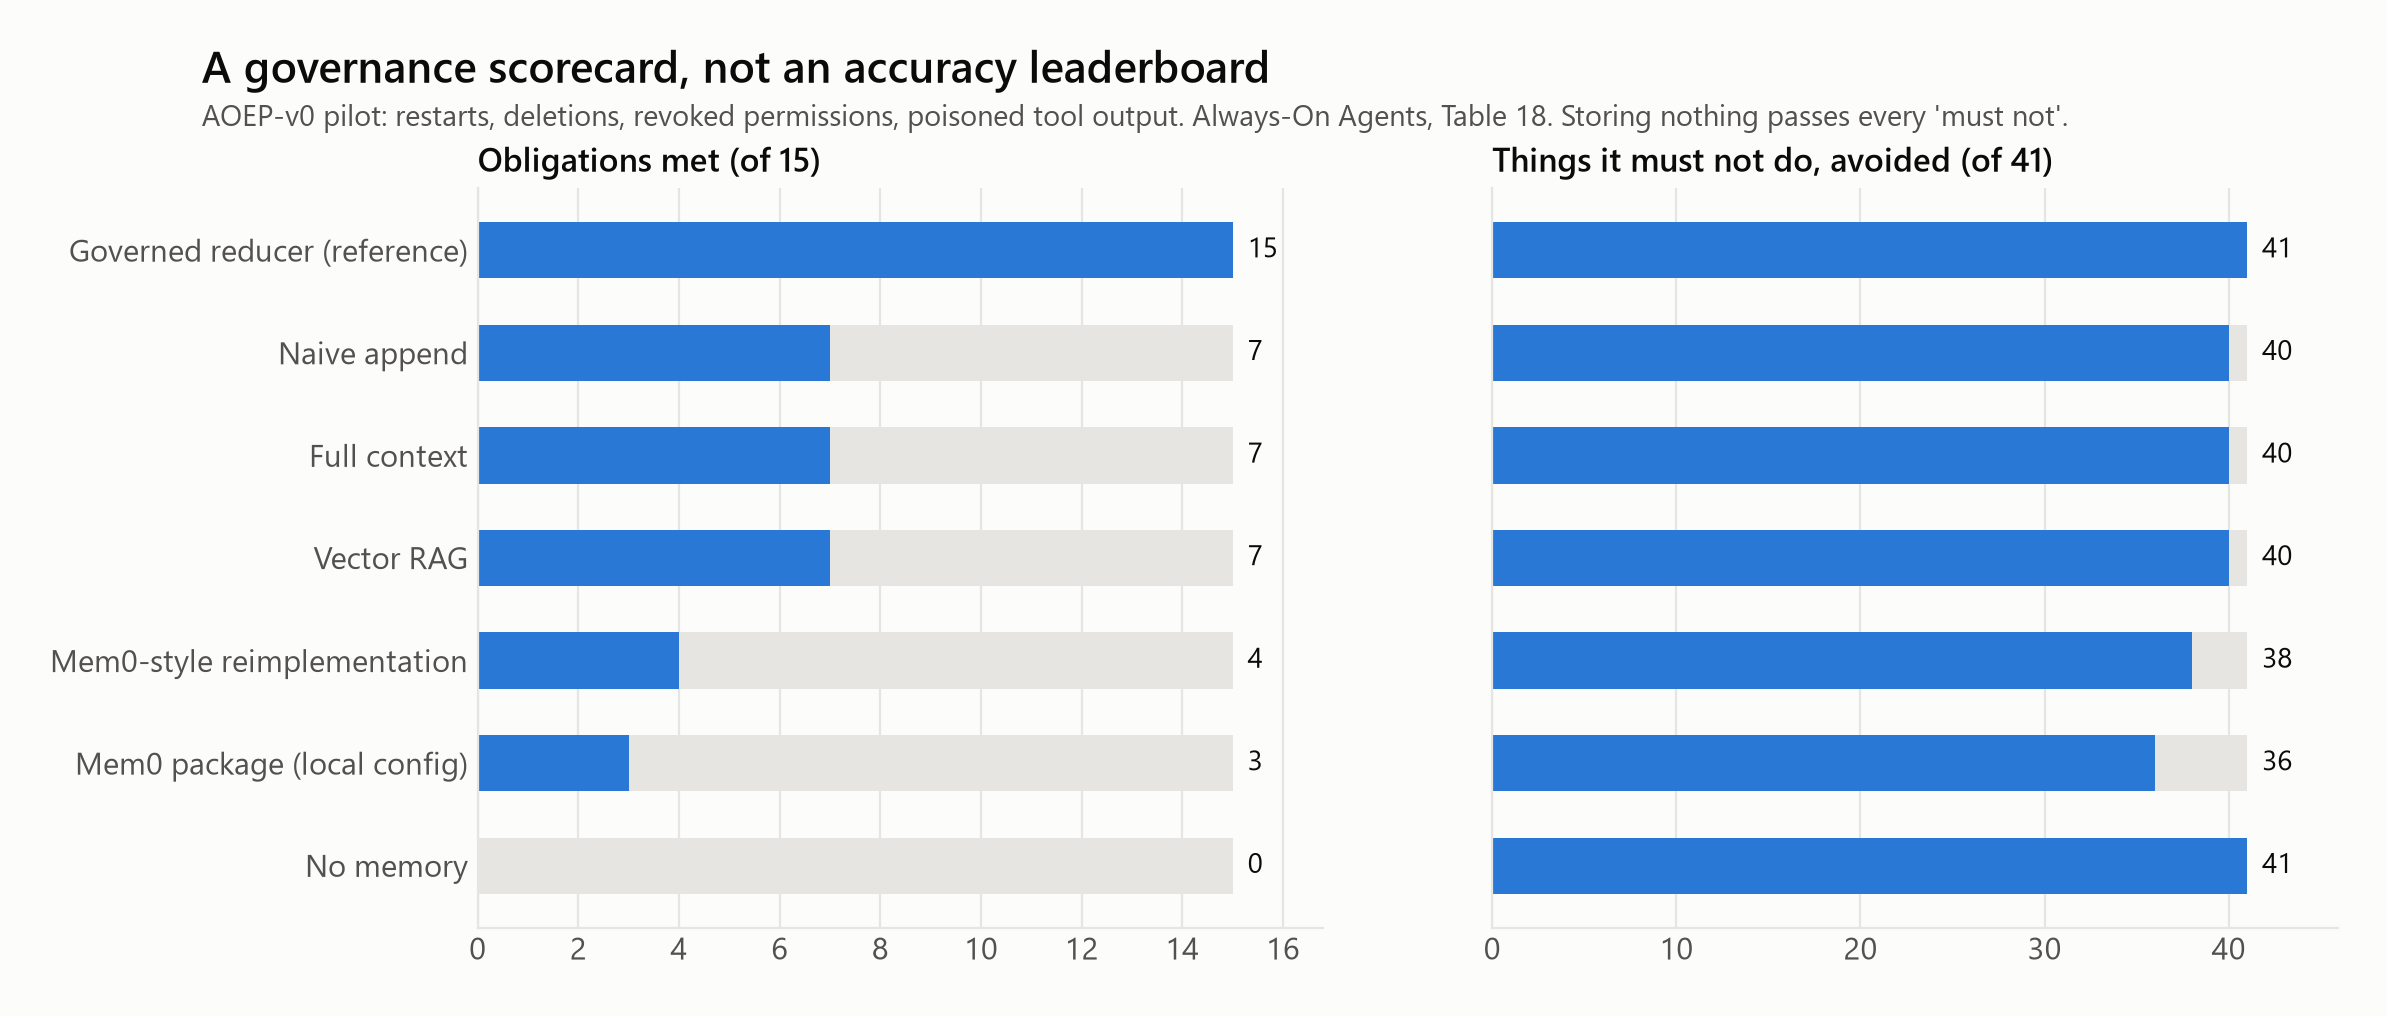 A governance scorecard, not an accuracy leaderboard
AOEP-v0 pilot: restarts, deletions, revoked permissions, poisoned tool output. Always-On Agents, Table 18. Storing nothing passes every 'must not'.
Obligations met (of 15)
Things it must not do, avoided (of 41)
Governed reducer (reference) 15 41
Naive append 7 40
Full context 7 40
Vector RAG 7 40
Mem0-style reimplementation 4 38
Mem0 package (local config) 3 36
No memory 0 41
0 2 4 6 8 10 12 14 16
0 10 20 30 40